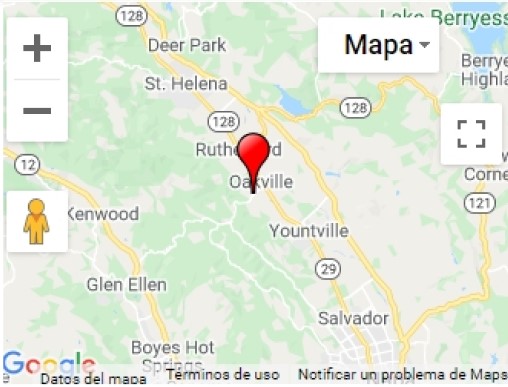 128
Lake Berryess
Deer Park
Mapa
St. Helena
Berrye
Highla
128
128
Oakville
12
Corne
121
Kenwood
Yountville
29
Glen Ellen
Salvador
Boyes Hot
Springs
Google
Datos del mapa
Términos de uso
Notificar un problema de Maps